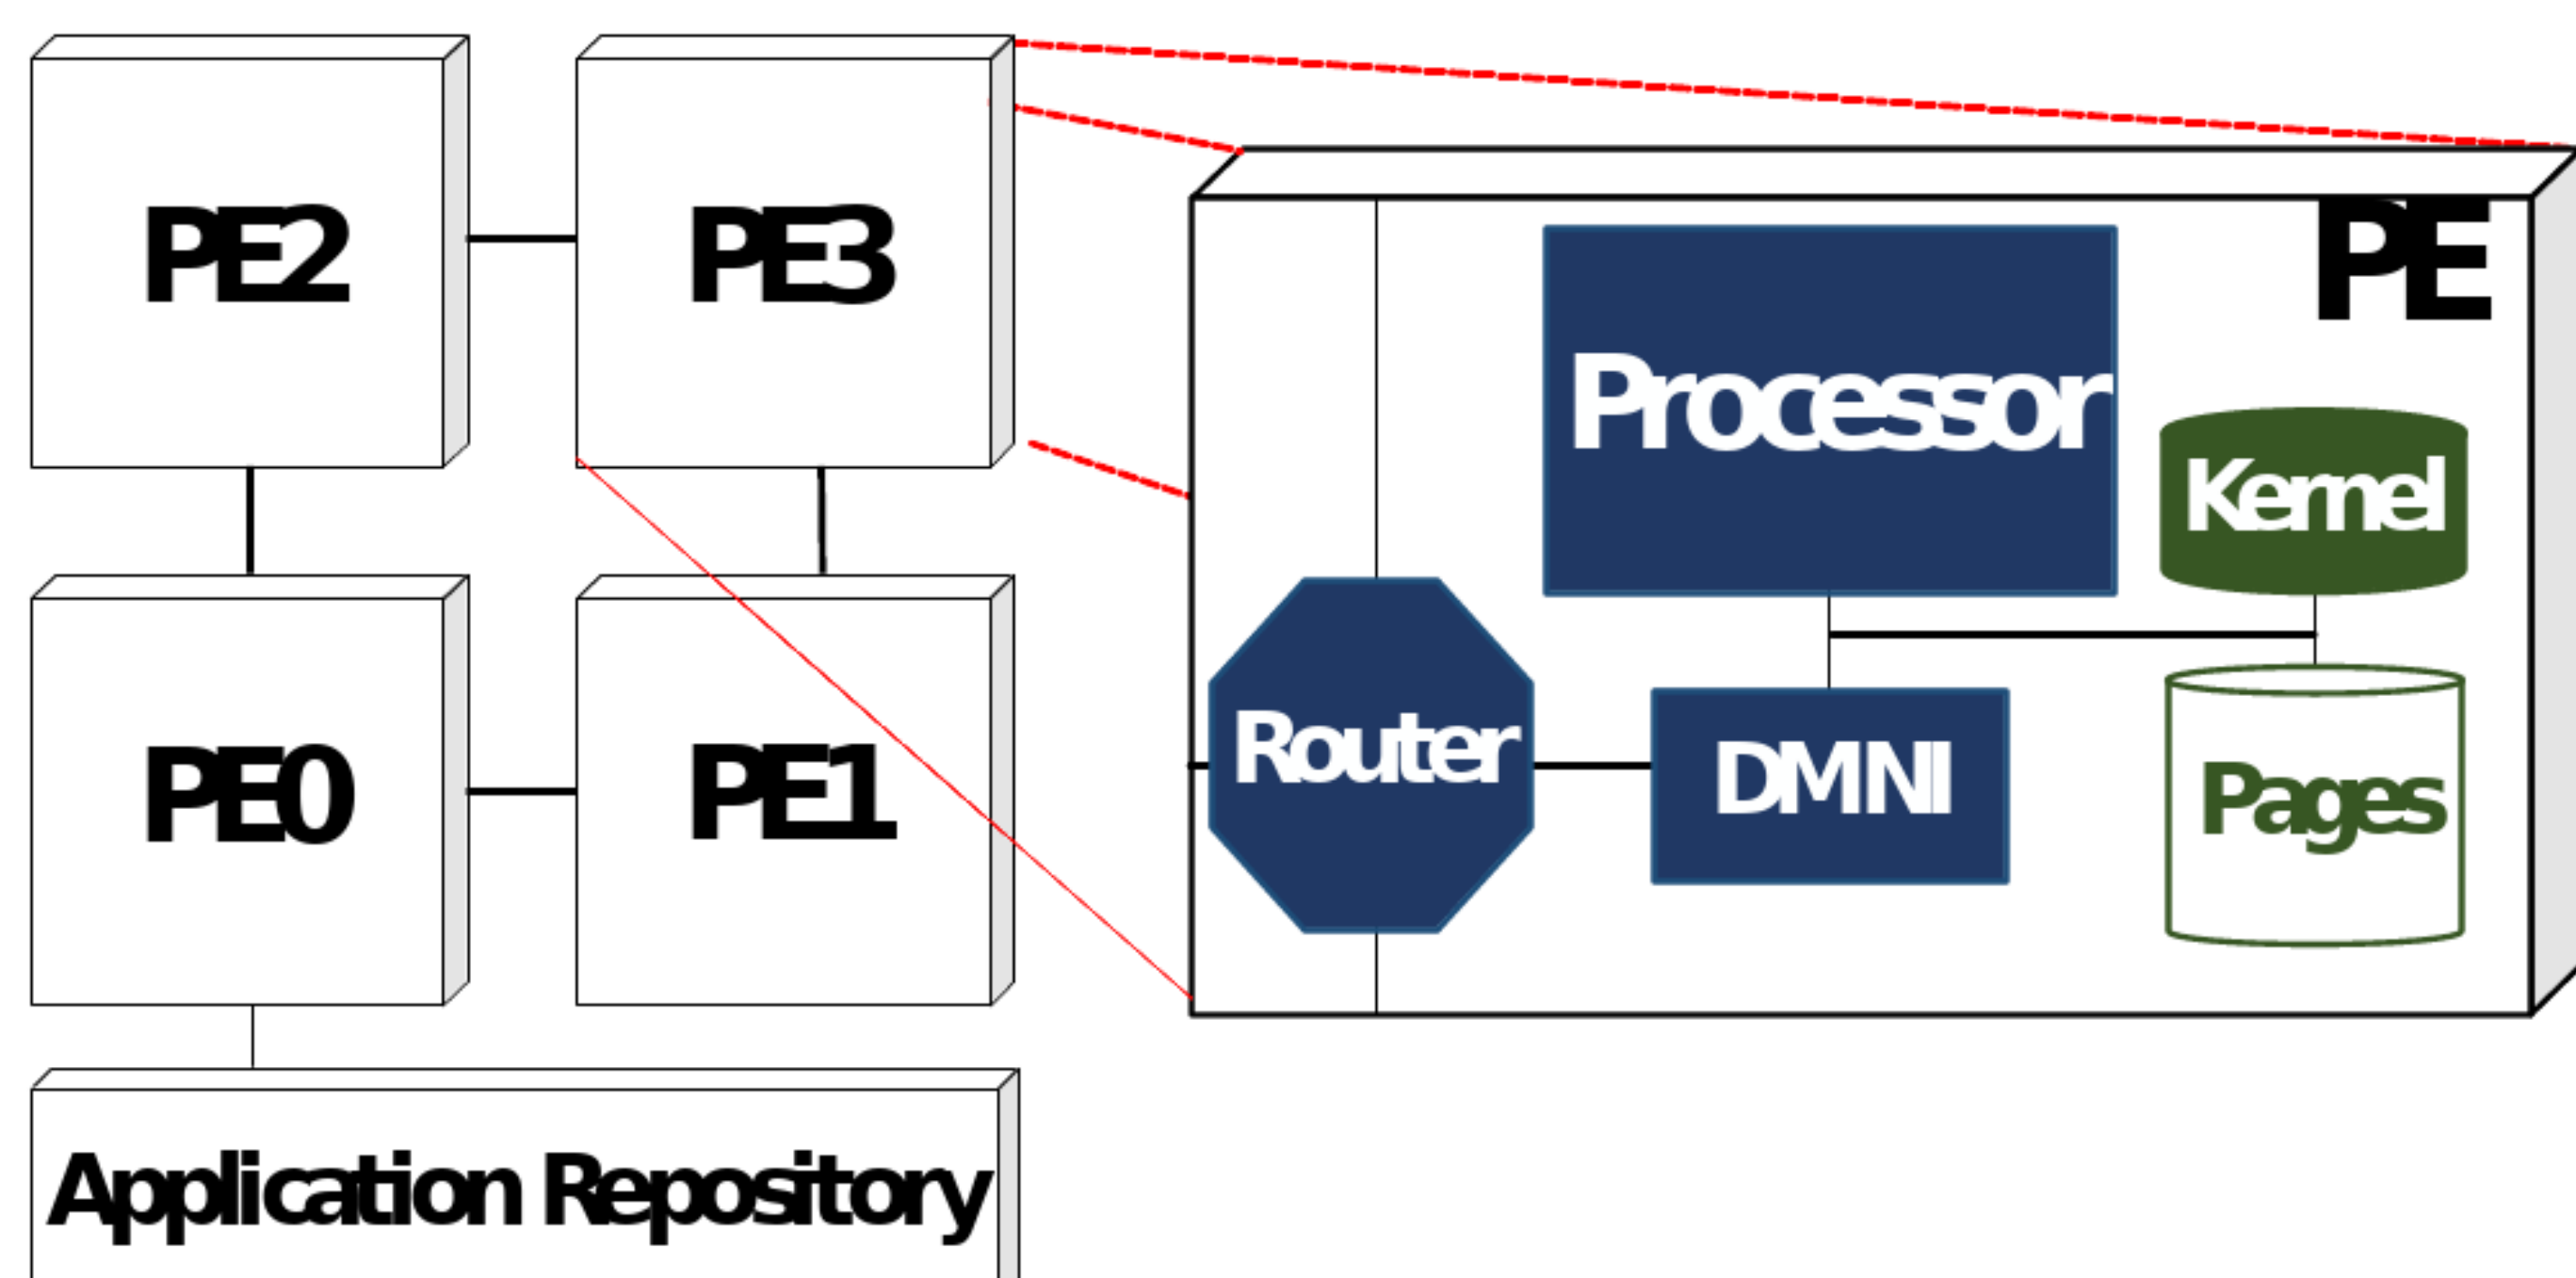 PE2
PE3
PE
Processor
Kernel
Router
DMNI
Pages
PE0
PE1
Application Repository